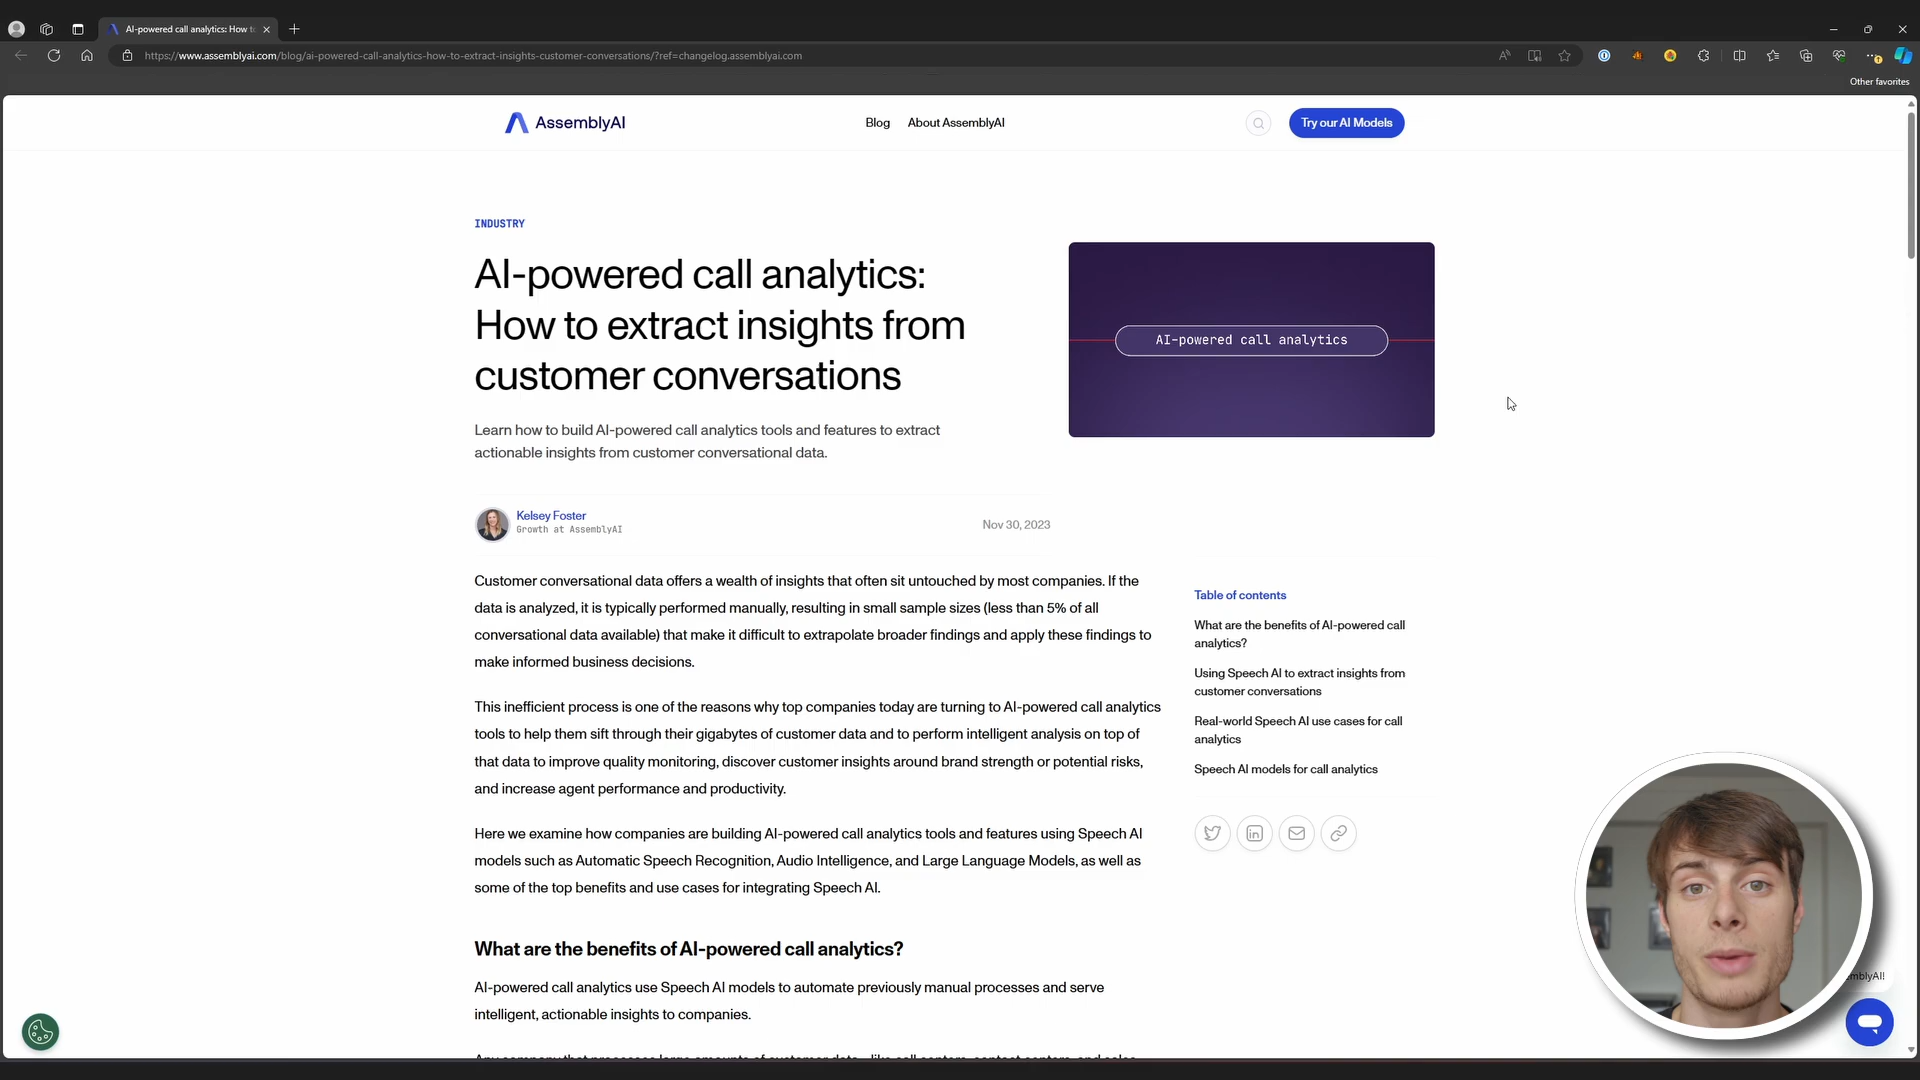 AI-powered call analytics: How to
https://www.assemblyai.com/blog/ai-powered-call-analytics-how-to-extract-insights-customer-conversations/?ref=changelog.assemblyai.com
Other favorites
AssemblyAI
Blog
About AssemblyAI
Try our AI Models
INDUSTRY
AI-powered call analytics:
How to extract insights from
customer conversations
AI-powered call analytics
Learn how to build AI-powered call analytics tools and features to extract
actionable insights from customer conversational data.
Kelsey Foster
Growth at AssemblyAI
Nov 30, 2023
Customer conversational data offers a wealth of insights that often sit untouched by most companies. If the
data is analyzed, it is typically performed manually, resulting in small sample sizes (less than 5% of all
conversational data available) that make it difficult to extrapolate broader findings and apply these findings to
make informed business decisions.
This inefficient process is one of the reasons why top companies today are turning to AI-powered call analytics
tools to help them sift through their gigabytes of customer data and to perform intelligent analysis on top of
that data to improve quality monitoring, discover customer insights around brand strength or potential risks,
and increase agent performance and productivity.
Here we examine how companies are building AI-powered call analytics tools and features using Speech AI
models such as Automatic Speech Recognition, Audio Intelligence, and Large Language Models, as well as
some of the top benefits and use cases for integrating Speech AI.
What are the benefits of AI-powered call analytics?
AI-powered call analytics use Speech AI models to automate previously manual processes and serve
intelligent, actionable insights to companies.
Table of contents
What are the benefits of AI-powered call
analytics?
Using Speech AI to extract insights from
customer conversations
Real-world Speech AI use cases for call
analytics
Speech AI models for call analytics